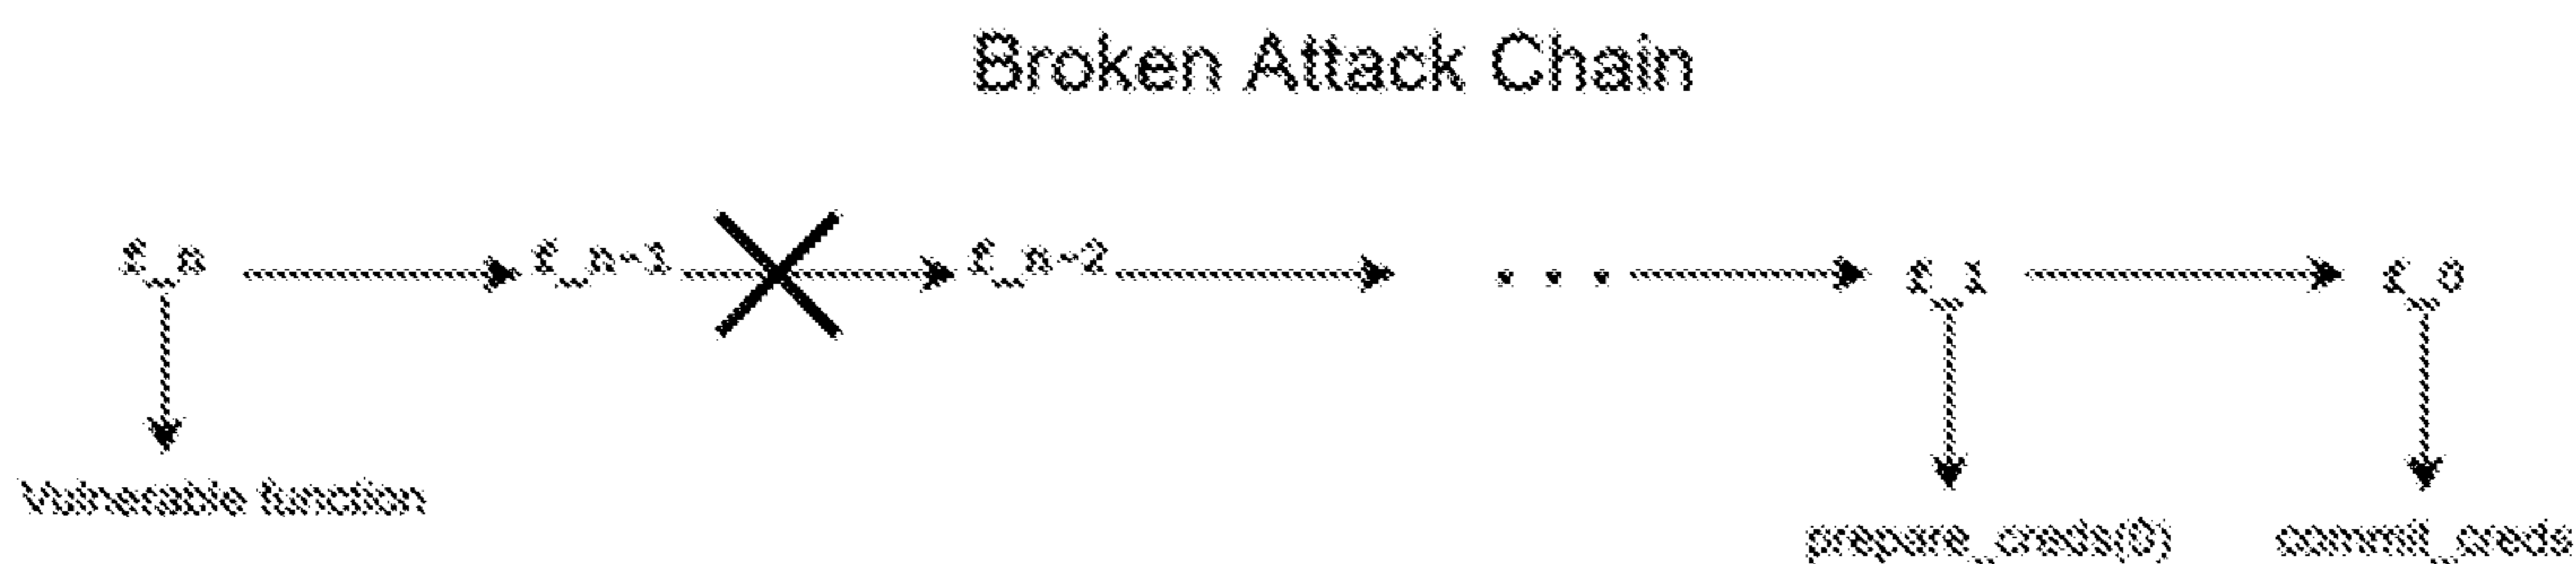 Broken Attack Chain
f_n f_n-1 f_n-2 . . . f_1 f_0
Vulnerable function
prepare_creds(0) commit_creds